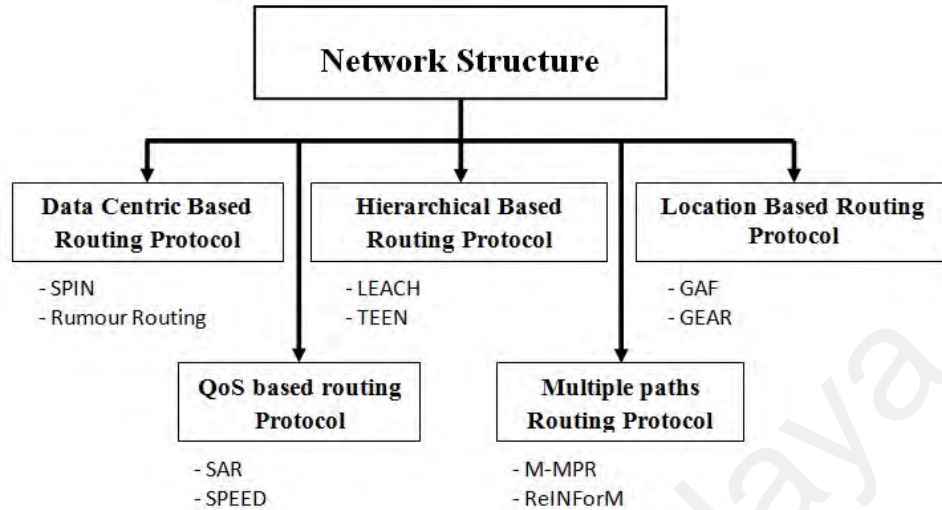 Network Structure
Data Centric Based
Routing Protocol
- SPIN
- Rumour Routing
Hierarchical Based
Routing Protocol
- LEACH
- TEEN
Location Based Routing
Protocol
- GAF
- GEAR
QoS based routing
Protocol
- SAR
- SPEED
Multiple paths
Routing Protocol
- M-MPR
- ReINForM
laya